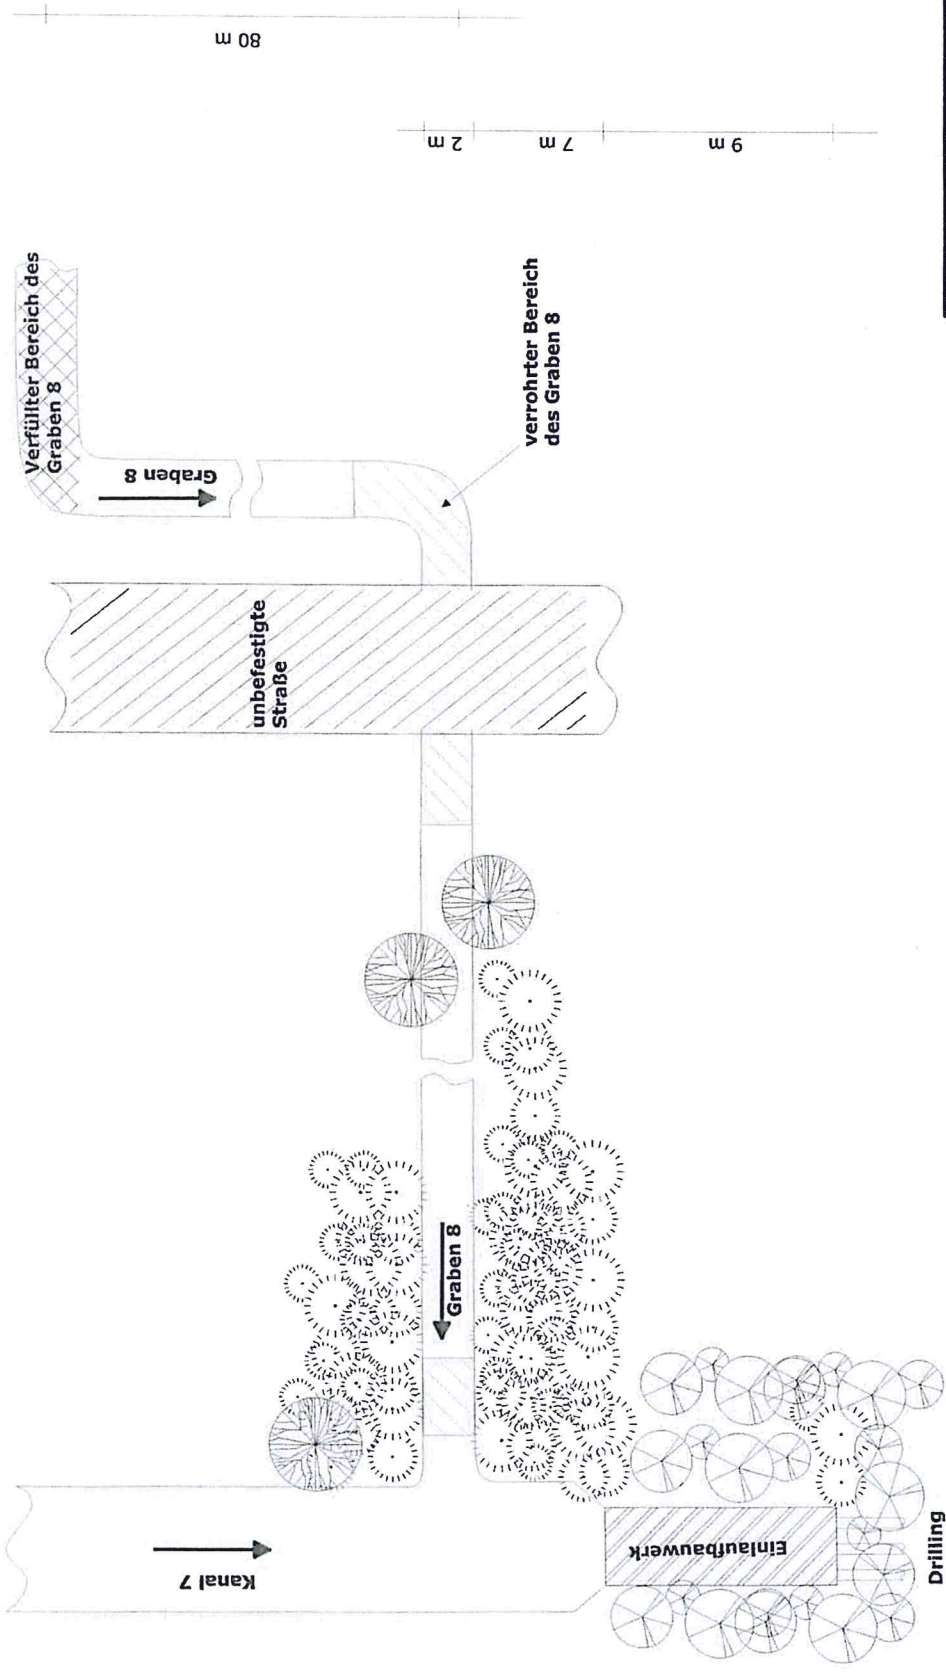 80 m
2 m
7 m
9 m
Verfüllter Bereich des
Graben 8
Graben 8
verrohrter Bereich
des Graben 8
unbefestigte
Straße
Graben 8
Kanal 7
Einlaufbauwerk
Drilling